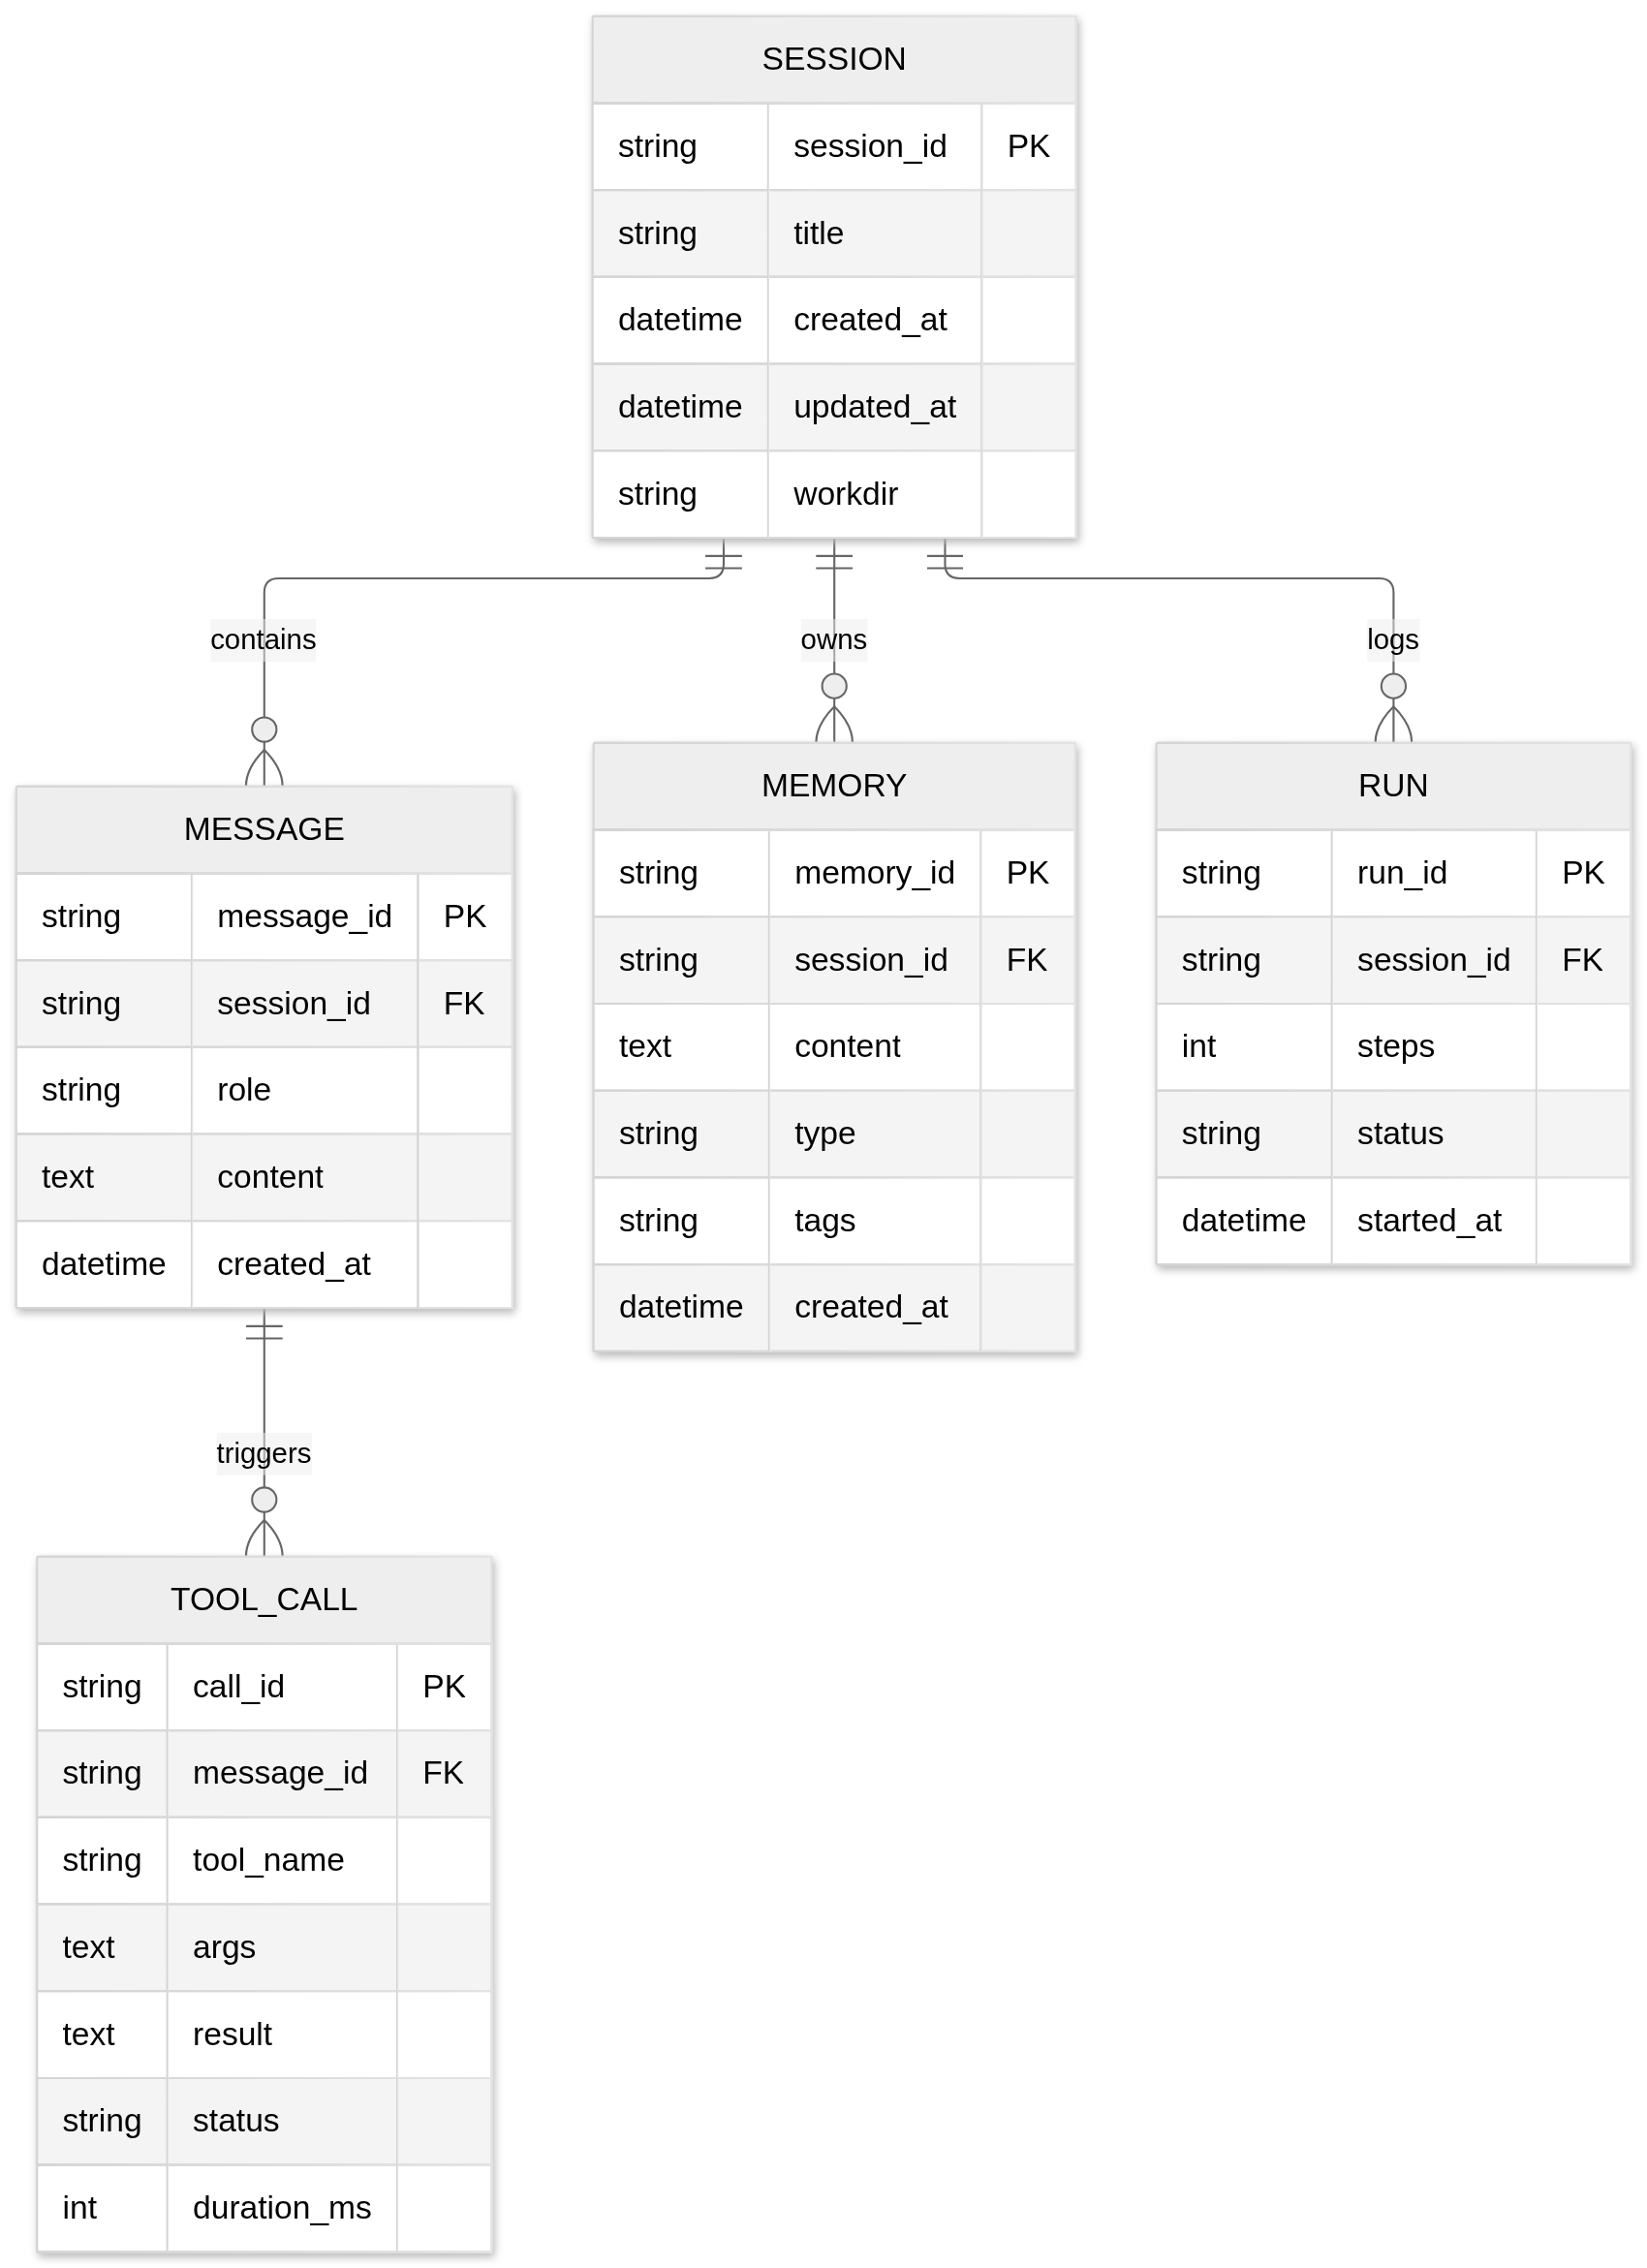 SESSION
string session_id PK
string title
datetime created_at
datetime updated_at
string workdir
contains
owns
logs
MESSAGE
string message_id PK
string session_id FK
string role
text content
datetime created_at
MEMORY
string memory_id PK
string session_id FK
text content
string type
string tags
datetime created_at
RUN
string run_id PK
string session_id FK
int steps
string status
datetime started_at
triggers
TOOL_CALL
string call_id PK
string message_id FK
string tool_name
text args
text result
string status
int duration_ms